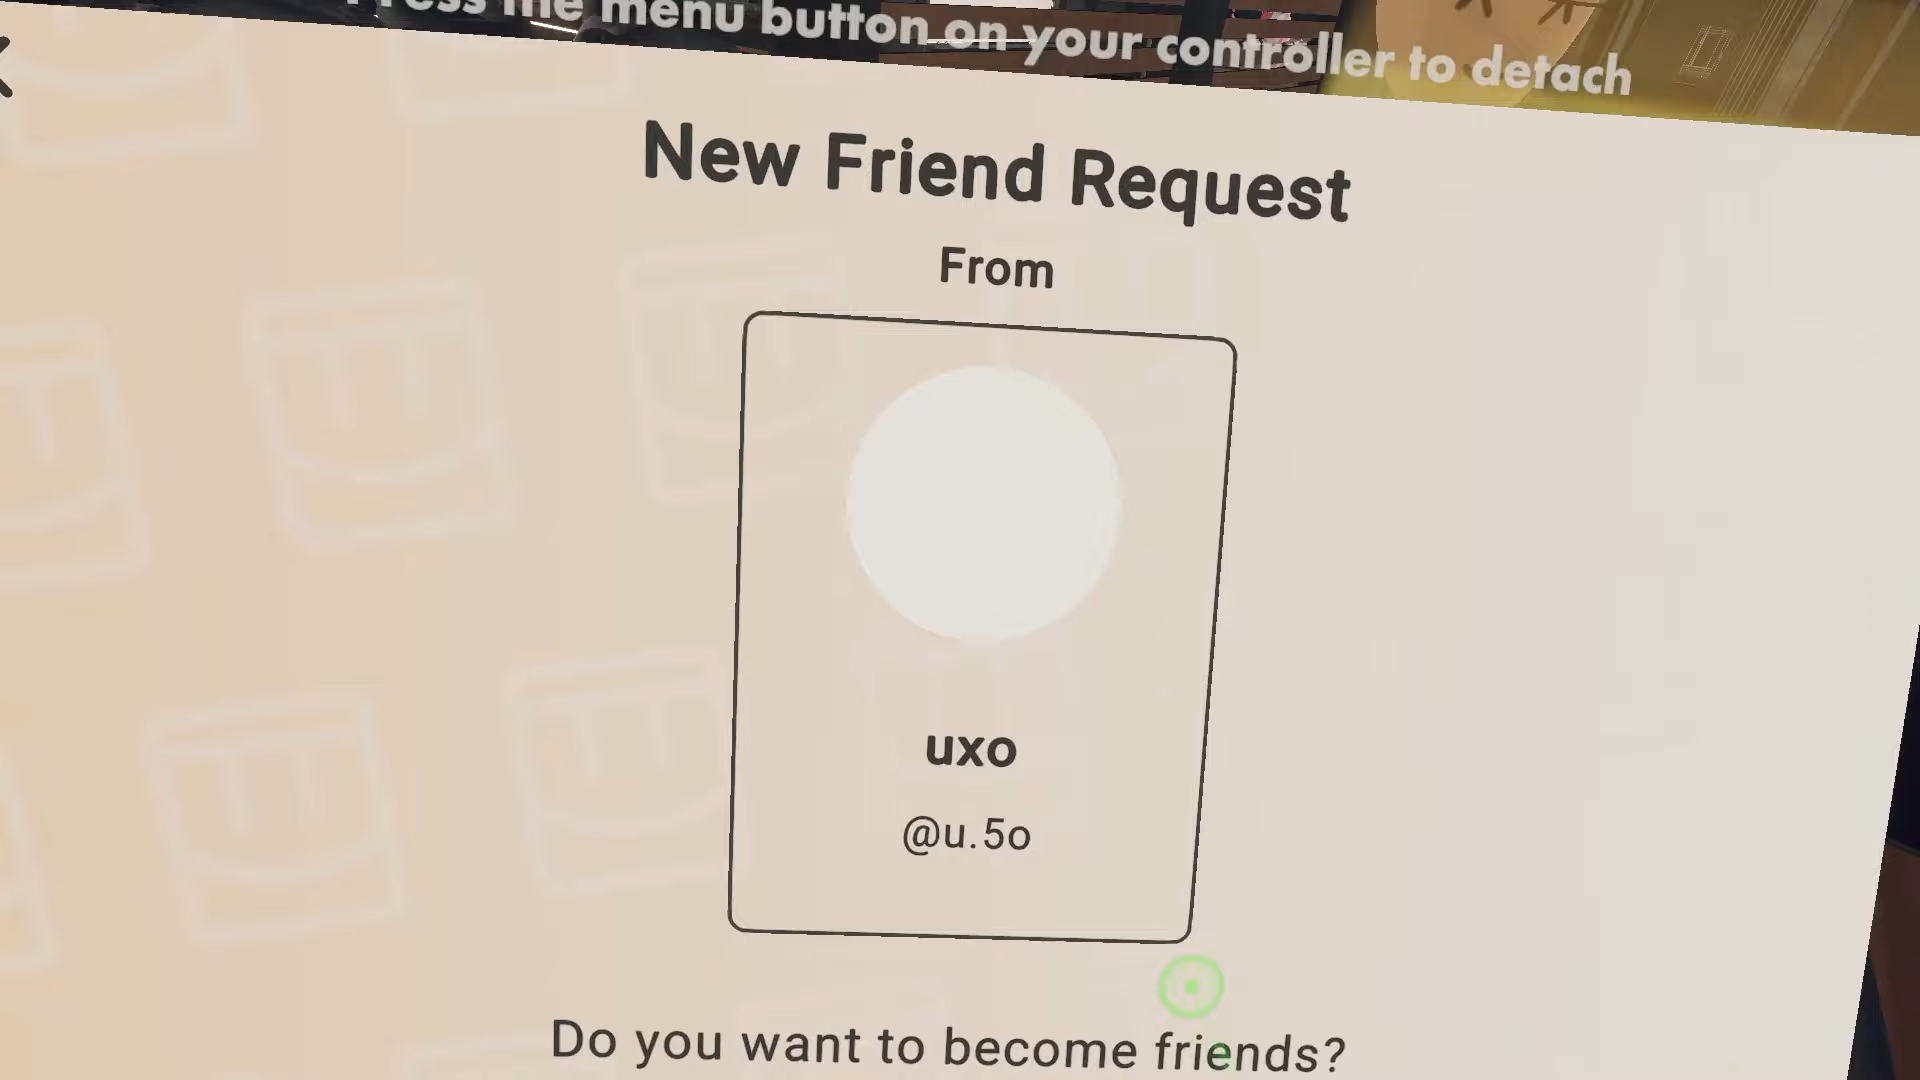 the menu button on your controller to detach
New Friend Request
From
uxo
@u.5o
Do you want to become friends?